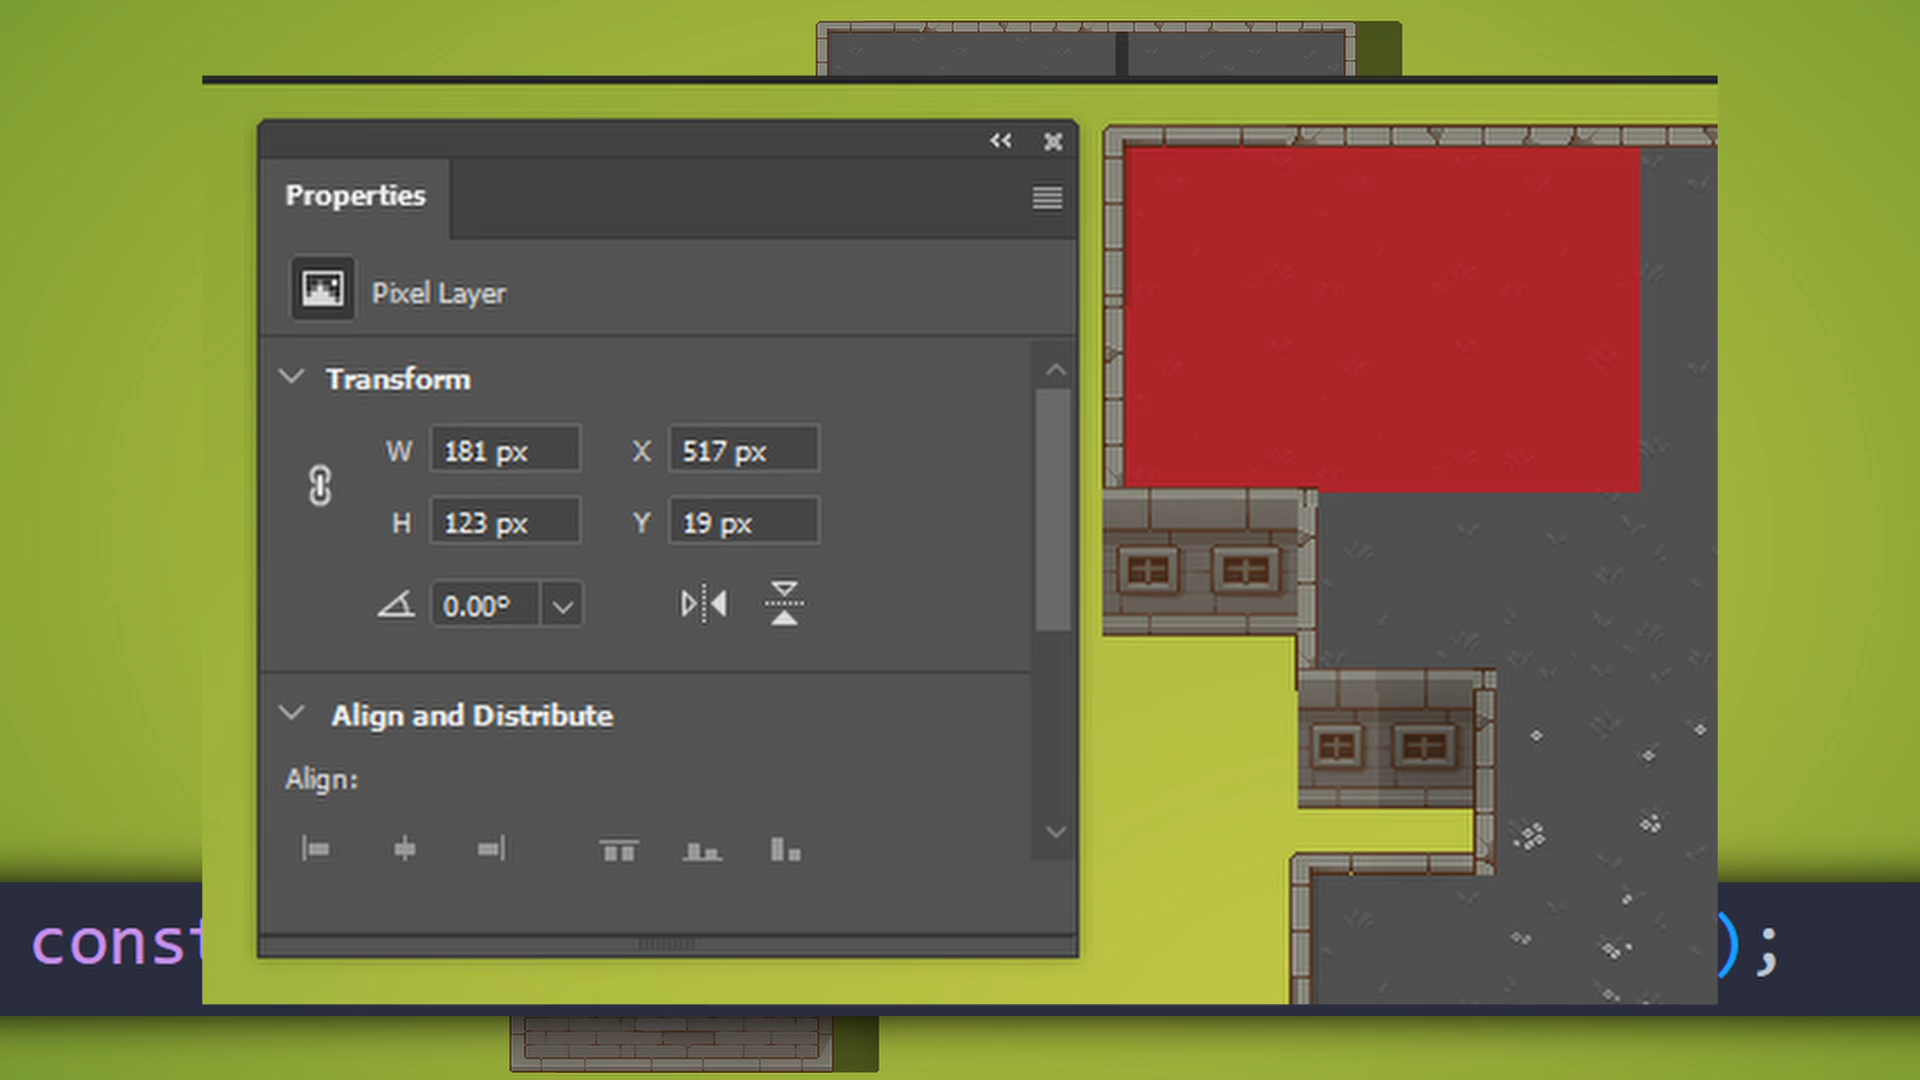 Properties
Pixel Layer
Transform
W 181 px X 517 px
H 123 px Y 19 px
0.00°
Align and Distribute
Align:
const );